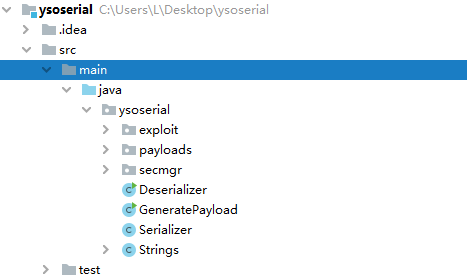 ysoserial C:\Users\L\Desktop\ysoserial
.idea
src
main
java
ysoserial
exploit
payloads
secmgr
Deserializer
GeneratePayload
Serializer
Strings
test